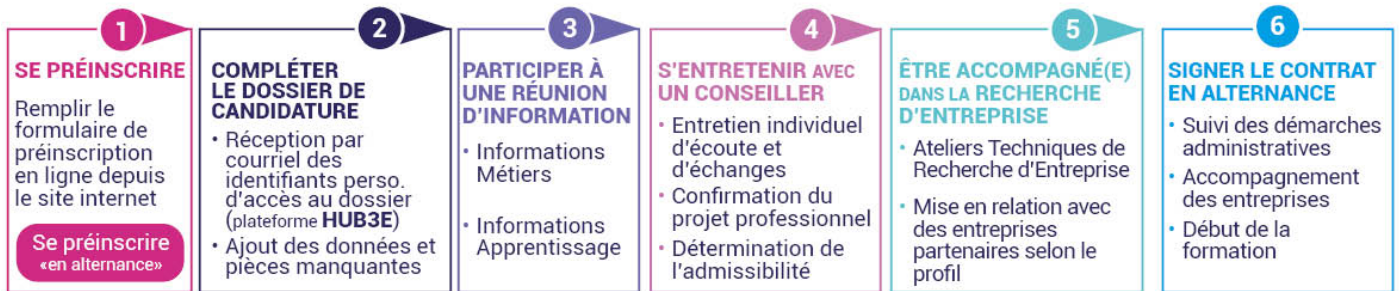 1
SE PRÉINSCRIRE
Remplir le
formulaire de
préinscription
en ligne depuis
le site internet
Se préinscrire
«en alternance»
2
COMPLÉTER
LE DOSSIER DE
CANDIDATURE
• Réception par
courriel des
identifiants perso.
d'accès au dossier
(plateforme HUB3E)
• Ajout des données et
pièces manquantes
3
PARTICIPER À
UNE RÉUNION
D'INFORMATION
• Informations
Métiers
• Informations
Apprentissage
4
S'ENTRETENIR AVEC
UN CONSEILLER
• Entretien individuel
d'écoute et
d'échanges
• Confirmation du
projet professionnel
• Détermination de
l'admissibilité
5
ÊTRE ACCOMPAGNÉ(E)
DANS LA RECHERCHE
D'ENTREPRISE
• Ateliers Techniques de
Recherche d'Entreprise
• Mise en relation avec
des entreprises
partenaires selon le
profil
6
SIGNER LE CONTRAT
EN ALTERNANCE
• Suivi des démarches
administratives
• Accompagnement
des entreprises
• Début de la
formation